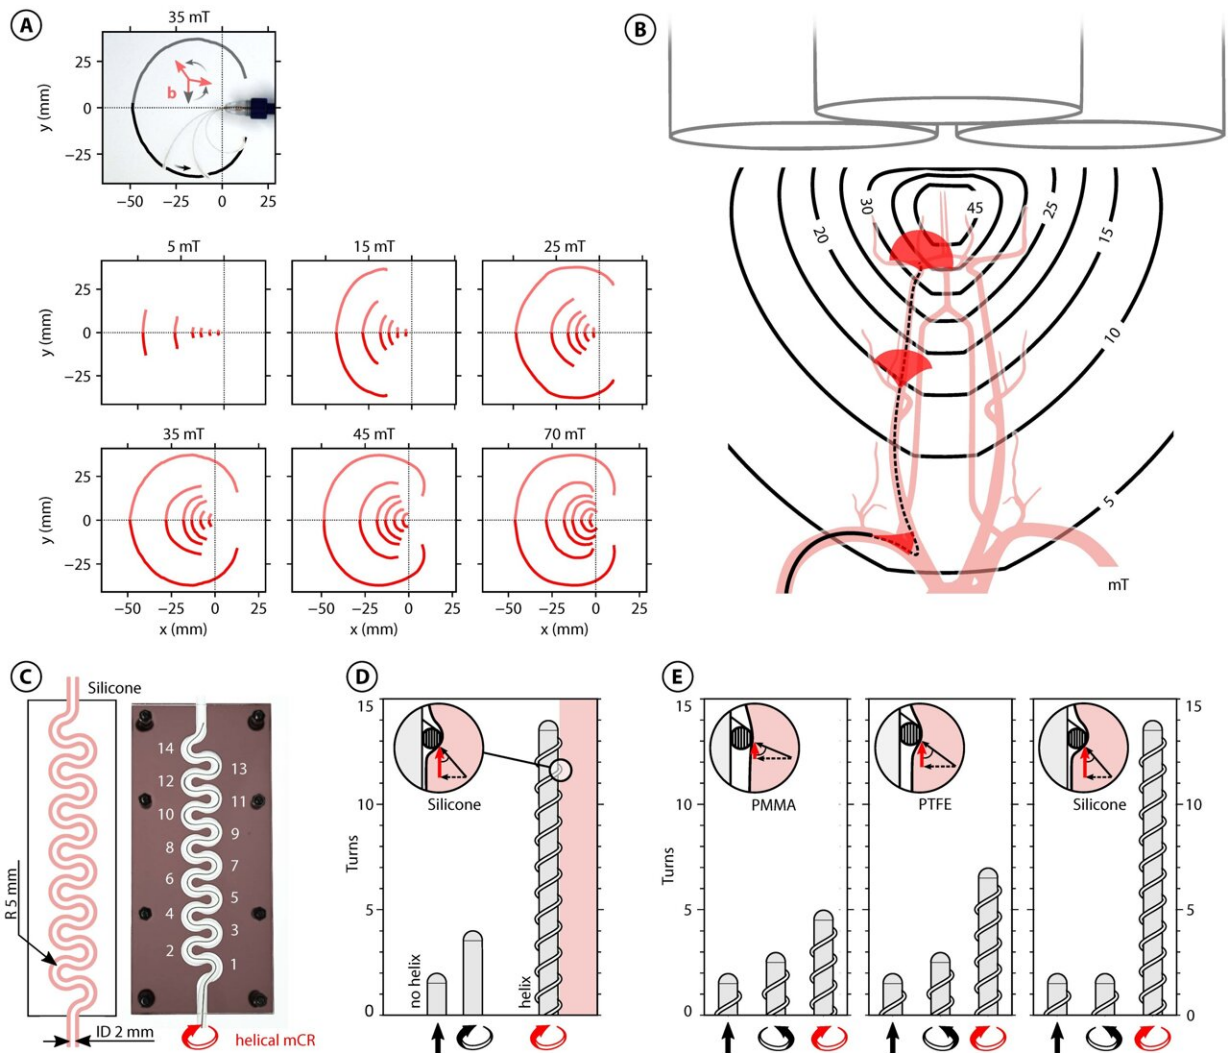 A
35 mT
y (mm)
25
0
−25
b
−50
−25
0
25
5 mT
15 mT
25 mT
y (mm)
25
0
−25
35 mT
45 mT
70 mT
y (mm)
25
0
−25
−50
−25
0
25
−50
−25
0
25
−50
−25
0
25
x (mm)
x (mm)
x (mm)
B
30
45
25
20
15
10
5
mT
C
Silicone
R 5 mm
ID 2 mm
14
13
12
11
10
9
8
7
6
5
4
3
2
1
helical mCR
D
15
10
5
0
Turns
Silicone
no helix
helix
E
15
10
5
0
Turns
PMMA
PTFE
Silicone
15
10
5
0